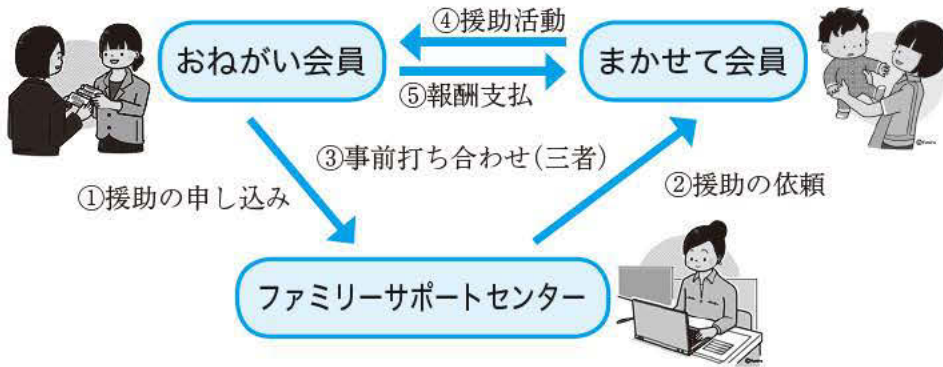 ④援助活動
おねがい会員
まかせて会員
⑤報酬支払
③事前打ち合わせ(三者)
①援助の申し込み
②援助の依頼
ファミリーサポートセンター